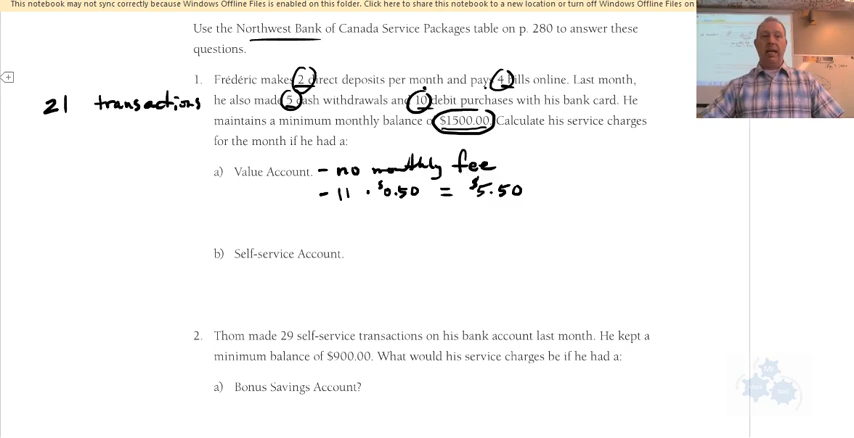 This notebook may not sync correctly because Windows Offline Files is enabled on this folder. Click here to share this notebook to a new location or turn off Windows Offline Files on
Use the Northwest Bank of Canada Service Packages table on p. 280 to answer these
questions.
1. Frédéric makes 2 direct deposits per month and pays 4 bills online. Last month,
21 transactions
he also made 5 cash withdrawals and 10 debit purchases with his bank card. He
maintains a minimum monthly balance of $1500.00. Calculate his service charges
for the month if he had a:
a) Value Account. - no monthly fee
- 11 · $0.50 = $5.50
b) Self-service Account.
2. Thom made 29 self-service transactions on his bank account last month. He kept a
minimum balance of $900.00. What would his service charges be if he had a:
a) Bonus Savings Account?